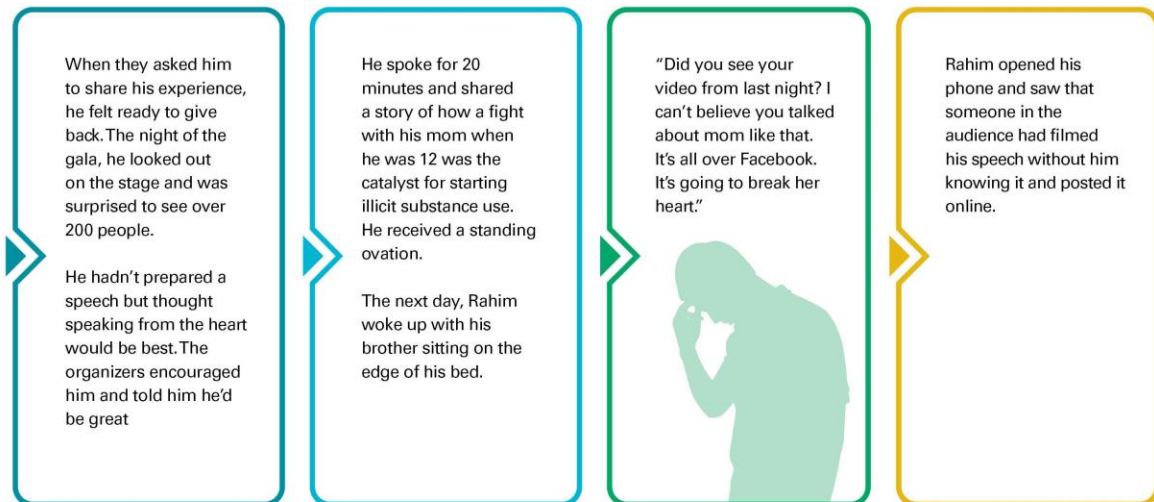 When they asked him
to share his experience,
he felt ready to give
back. The night of the
gala, he looked out
on the stage and was
surprised to see over
200 people.
He hadn’t prepared a
speech but thought
speaking from the heart
would be best. The
organizers encouraged
him and told him he’d
be great
He spoke for 20
minutes and shared
a story of how a fight
with his mom when
he was 12 was the
catalyst for starting
illicit substance use.
He received a standing
ovation.
The next day, Rahim
woke up with his
brother sitting on the
edge of his bed.
“Did you see your
video from last night? I
can’t believe you talked
about mom like that.
It’s all over Facebook.
It’s going to break her
heart.”
Rahim opened his
phone and saw that
someone in the
audience had filmed
his speech without him
knowing it and posted it
online.